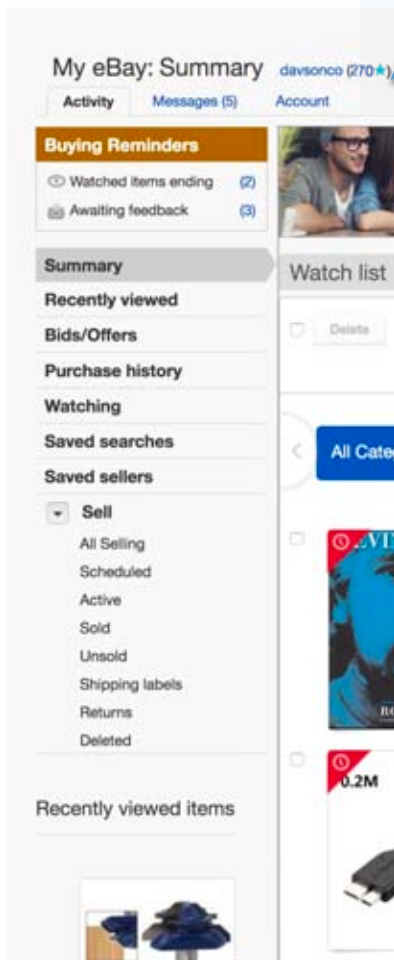 My eBay: Summary davsonco (270
Activity Messages (5) Account
Buying Reminders
Watched items ending (2)
Awaiting feedback (3)
Summary
Recently viewed
Bids/Offers
Purchase history
Watching
Saved searches
Saved sellers
Sell
All Selling
Scheduled
Active
Sold
Unsold
Shipping labels
Returns
Deleted
Recently viewed items
Watch list
Delete
All Cate
0.2M